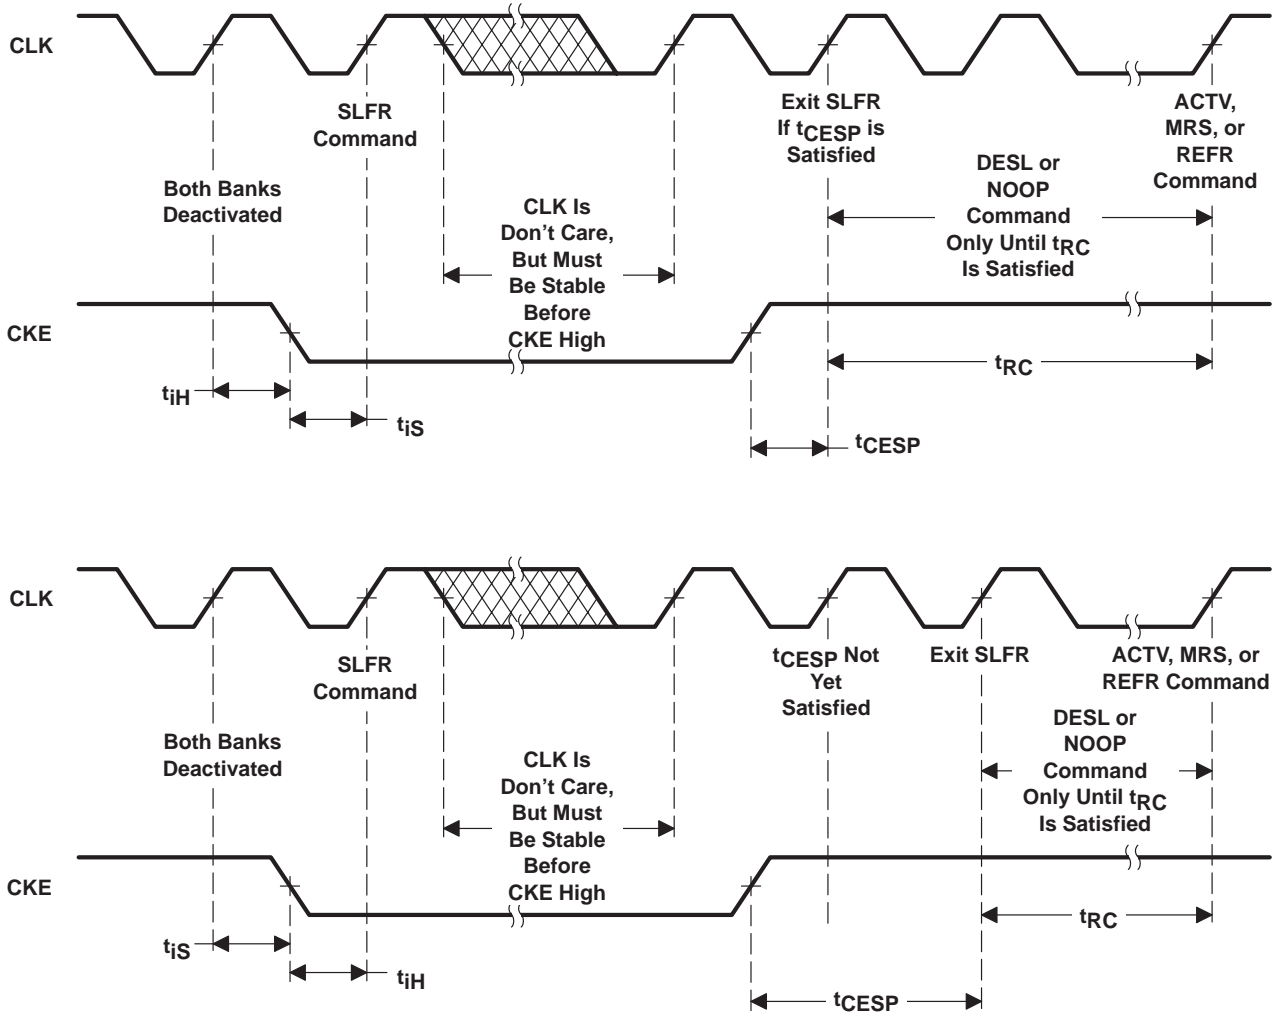 CLK
SLFR
Command
Both Banks
Deactivated
CLK Is
Don't Care,
But Must
Be Stable
Before
CKE High
Exit SLFR
If tCESP is
Satisfied
DESL or
NOOP
Command
Only Until tRC
Is Satisfied
ACTV,
MRS, or
REFR
Command
CKE
tiH
tiS
tRC
tCESP
CLK
SLFR
Command
Both Banks
Deactivated
CLK Is
Don't Care,
But Must
Be Stable
Before
CKE High
tCESP Not
Yet
Satisfied
Exit SLFR
ACTV, MRS, or
REFR Command
DESL or
NOOP
Command
Only Until tRC
Is Satisfied
CKE
tiS
tiH
tRC
tCESP